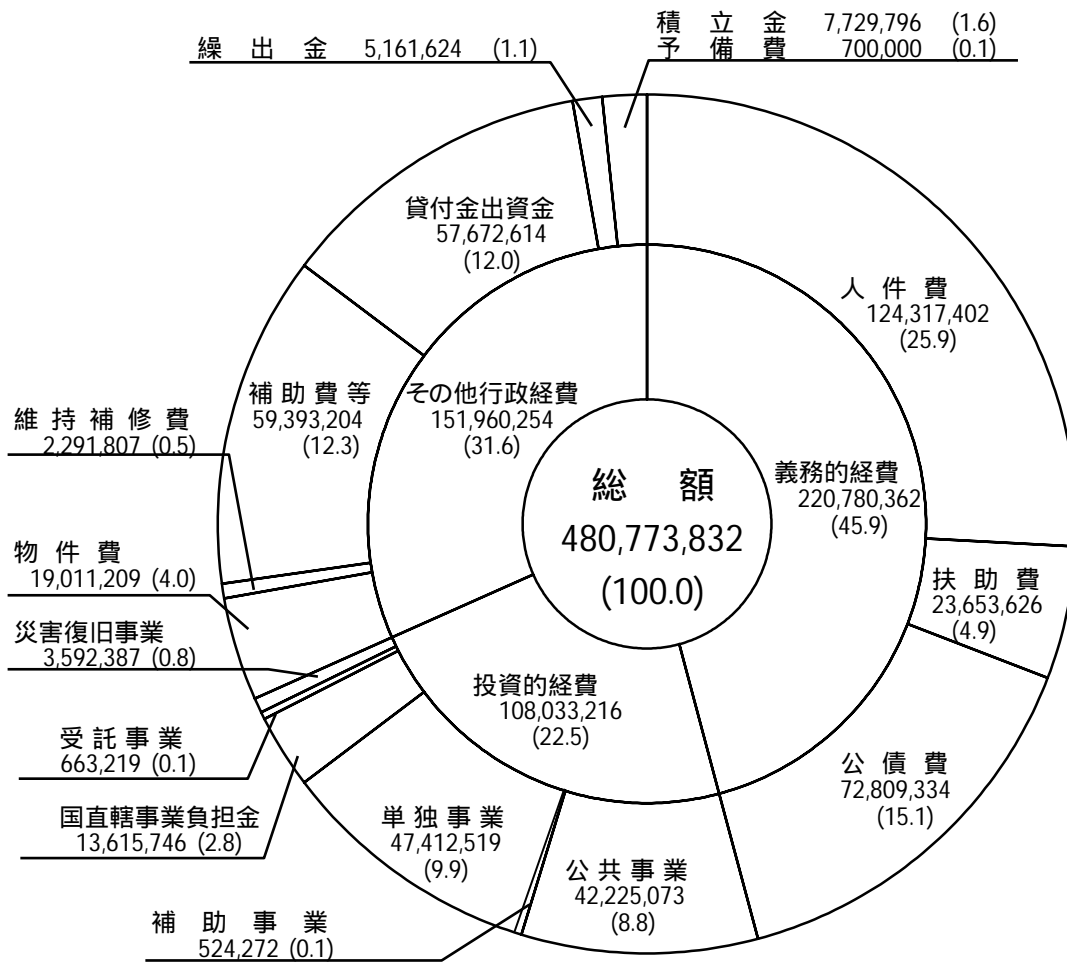 積立金 7,729,796 (1.6)
予備費 700,000 (0.1)
繰出金 5,161,624 (1.1)
貸付金出資金
57,672,614
(12.0)
人件費
124,317,402
(25.9)
補助費等
59,393,204
(12.3)
その他行政経費
151,960,254
(31.6)
維持補修費
2,291,807 (0.5)
義務的経費
220,780,362
(45.9)
総額
480,773,832
(100.0)
物件費
19,011,209 (4.0)
扶助費
23,653,626
(4.9)
災害復旧事業
3,592,387 (0.8)
投資的経費
108,033,216
(22.5)
受託事業
663,219 (0.1)
公債費
72,809,334
(15.1)
国直轄事業負担金
13,615,746 (2.8)
単独事業
47,412,519
(9.9)
公共事業
42,225,073
(8.8)
補助事業
524,272 (0.1)